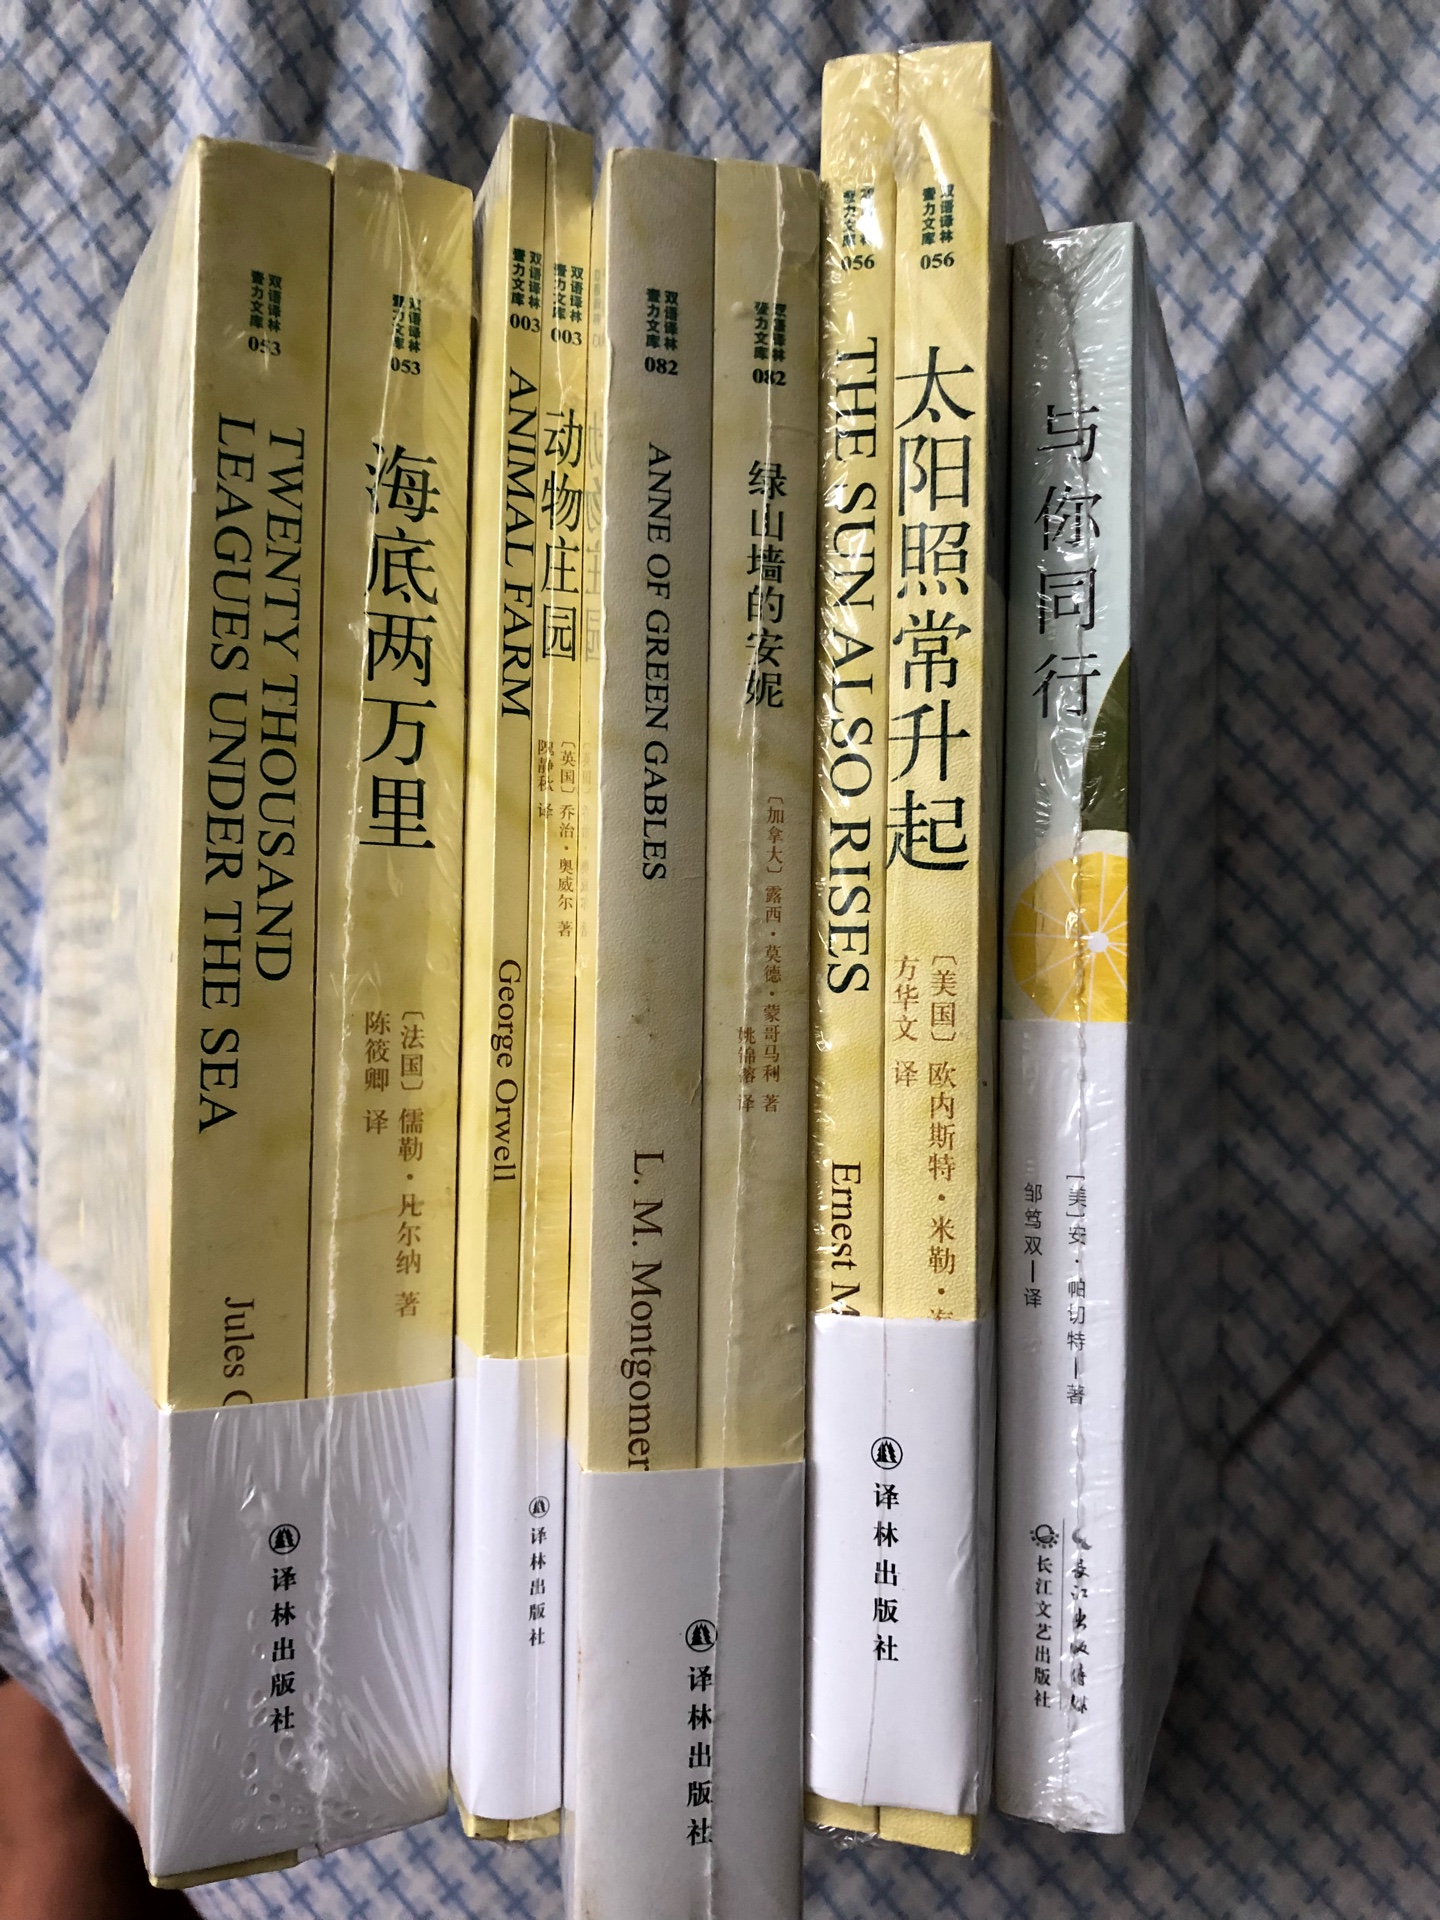 双语译林
壹力文库
053
TWENTY THOUSAND
LEAGUES UNDER THE SEA
Jules
双语译林
壹力文库
053
海底两万里
〔法国〕儒勒·凡尔纳 著
陈筱卿 译
译林出版社
双语译林
壹力文库
003
ANIMAL FARM
George Orwell
双语译林
壹力文库
003
动物庄园
〔英国〕乔治·奥威尔 著
隗静秋 译
译林出版社
双语译林
壹力文库
082
ANNE OF GREEN GABLES
L. M. Montgomer
双语译林
壹力文库
082
绿山墙的安妮
〔加拿大〕露西·莫德·蒙哥马利 著
姚锦镕 译
译林出版社
双语译林
壹力文库
056
THE SUN ALSO RISES
Ernest M
双语译林
壹力文库
056
太阳照常升起
〔美国〕欧内斯特·米勒·海
方华文 译
译林出版社
与你同行
[美]安·帕切特—著
邹笃双—译
长江出版传媒
长江文艺出版社